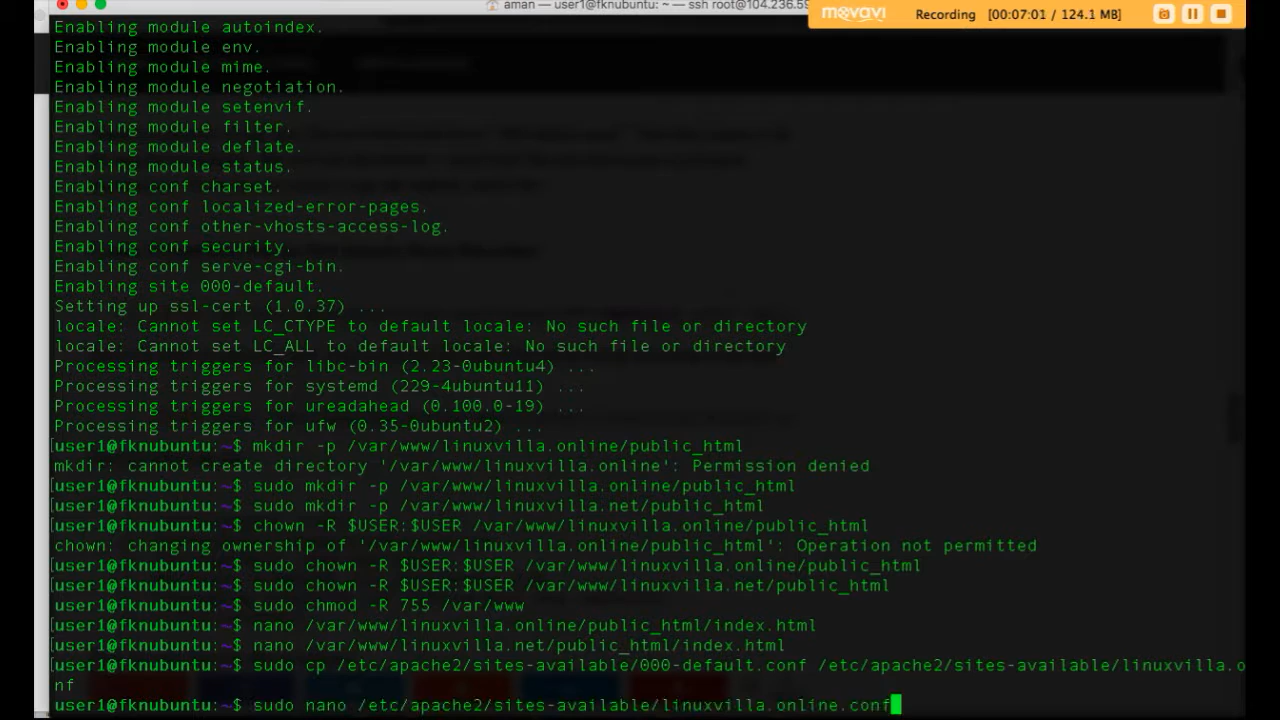 aman — user1@fknubuntu: ~ — ssh root@104.236.59
movavi
Recording [00:07:01 / 124.1 MB]
Enabling module autoindex.
Enabling module env.
Enabling module mime.
Enabling module negotiation.
Enabling module setenvif.
Enabling module filter.
Enabling module deflate.
Enabling module status.
Enabling conf charset.
Enabling conf localized-error-pages.
Enabling conf other-vhosts-access-log.
Enabling conf security.
Enabling conf serve-cgi-bin.
Enabling site 000-default.
Setting up ssl-cert (1.0.37) ...
locale: Cannot set LC_CTYPE to default locale: No such file or directory
locale: Cannot set LC_ALL to default locale: No such file or directory
Processing triggers for libc-bin (2.23-0ubuntu4) ...
Processing triggers for systemd (229-4ubuntu11) ...
Processing triggers for ureadahead (0.100.0-19) ...
Processing triggers for ufw (0.35-0ubuntu2) ...
[user1@fknubuntu:~$ mkdir -p /var/www/linuxvilla.online/public_html
mkdir: cannot create directory '/var/www/linuxvilla.online': Permission denied
[user1@fknubuntu:~$ sudo mkdir -p /var/www/linuxvilla.online/public_html
[user1@fknubuntu:~$ sudo mkdir -p /var/www/linuxvilla.net/public_html
[user1@fknubuntu:~$ chown -R $USER:$USER /var/www/linuxvilla.online/public_html
chown: changing ownership of '/var/www/linuxvilla.online/public_html': Operation not permitted
[user1@fknubuntu:~$ sudo chown -R $USER:$USER /var/www/linuxvilla.online/public_html
[user1@fknubuntu:~$ sudo chown -R $USER:$USER /var/www/linuxvilla.net/public_html
[user1@fknubuntu:~$ sudo chmod -R 755 /var/www
[user1@fknubuntu:~$ nano /var/www/linuxvilla.online/public_html/index.html
[user1@fknubuntu:~$ nano /var/www/linuxvilla.net/public_html/index.html
[user1@fknubuntu:~$ sudo cp /etc/apache2/sites-available/000-default.conf /etc/apache2/sites-available/linuxvilla.o
nf
user1@fknubuntu:~$ sudo nano /etc/apache2/sites-available/linuxvilla.online.conf